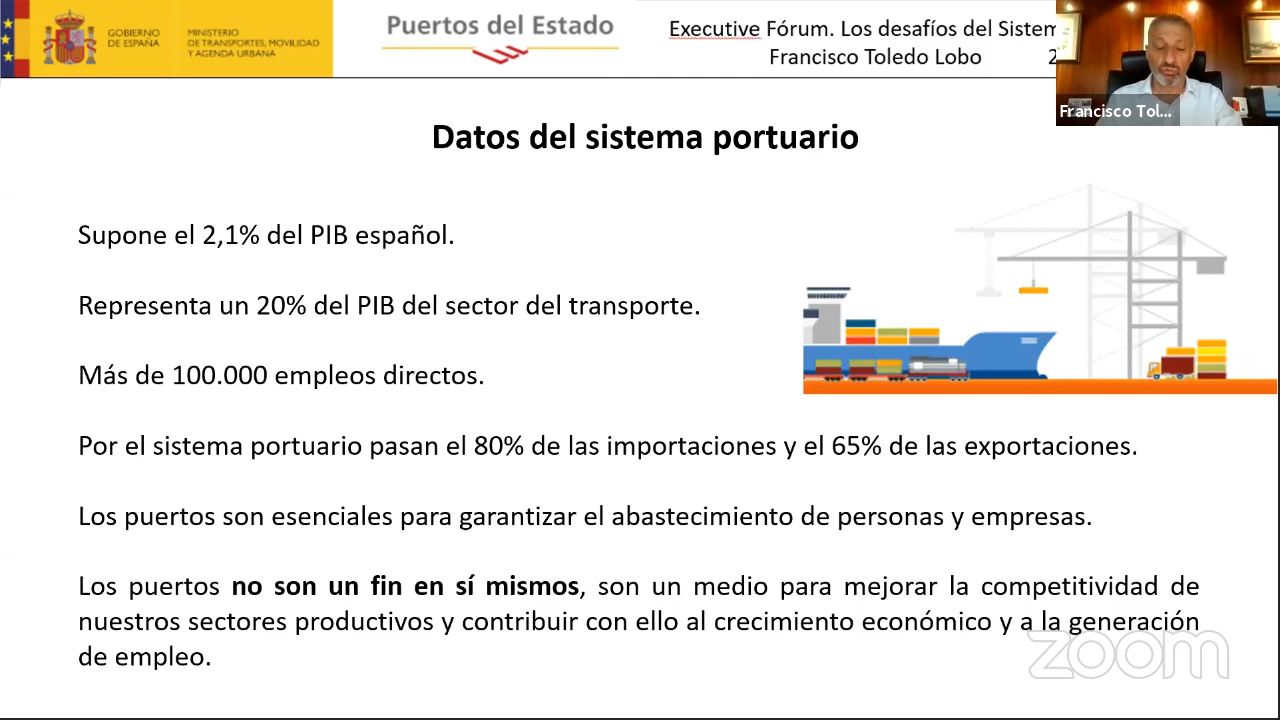 GOBIERNO
DE ESPAÑA
MINISTERIO
DE TRANSPORTES, MOVILIDAD
Y AGENDA URBANA
Puertos del Estado
Executive Fórum. Los desafíos del Sistem
Francisco Toledo Lobo 2
Francisco Tol...
Datos del sistema portuario
Supone el 2,1% del PIB español.
Representa un 20% del PIB del sector del transporte.
Más de 100.000 empleos directos.
Por el sistema portuario pasan el 80% de las importaciones y el 65% de las exportaciones.
Los puertos son esenciales para garantizar el abastecimiento de personas y empresas.
Los puertos no son un fin en sí mismos, son un medio para mejorar la competitividad de
nuestros sectores productivos y contribuir con ello al crecimiento económico y a la generación
de empleo.
zoom